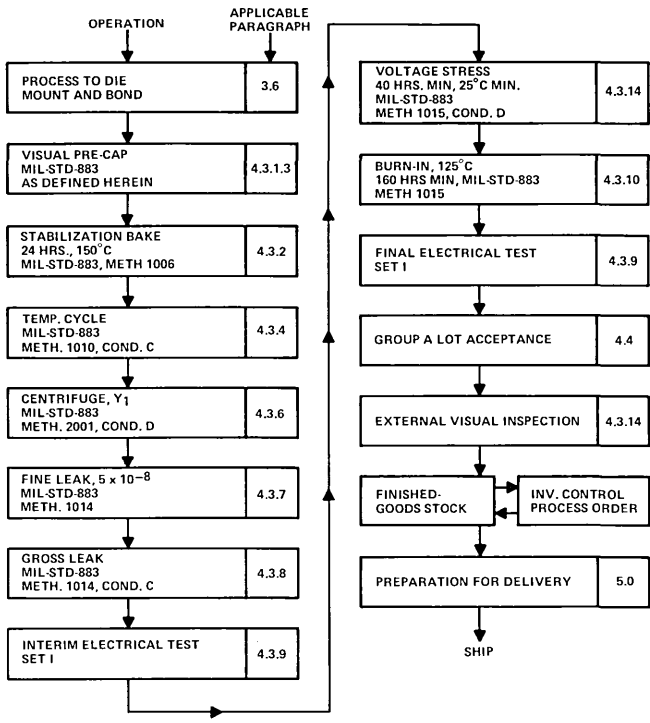 OPERATION
APPLICABLE
PARAGRAPH
PROCESS TO DIE
MOUNT AND BOND
3.6
VISUAL PRE-CAP
MIL-STD-883
AS DEFINED HEREIN
4.3.1.3
STABILIZATION BAKE
24 HRS., 150°C
MIL-STD-883, METH 1006
4.3.2
TEMP. CYCLE
MIL-STD-883
METH. 1010, COND. C
4.3.4
CENTRIFUGE, Y1
MIL-STD-883
METH. 2001, COND. D
4.3.6
FINE LEAK, 5 x 10−8
MIL-STD-883
METH. 1014
4.3.7
GROSS LEAK
MIL-STD-883
METH. 1014, COND. C
4.3.8
INTERIM ELECTRICAL TEST
SET I
4.3.9
VOLTAGE STRESS
40 HRS. MIN, 25°C MIN.
MIL-STD-883
METH 1015, COND. D
4.3.14
BURN-IN, 125°C
160 HRS MIN, MIL-STD-883
METH 1015
4.3.10
FINAL ELECTRICAL TEST
SET I
4.3.9
GROUP A LOT ACCEPTANCE
4.4
EXTERNAL VISUAL INSPECTION
4.3.14
FINISHED-
GOODS STOCK
INV. CONTROL
PROCESS ORDER
PREPARATION FOR DELIVERY
5.0
SHIP